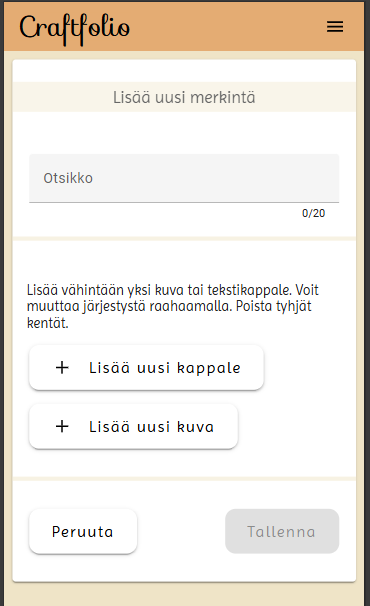 Craftfolio
Lisää uusi merkintä
Otsikko
0/20
Lisää vähintään yksi kuva tai tekstikappale. Voit
muuttaa järjestystä raahaamalla. Poista tyhjät
kentät.
+ Lisää uusi kappale
+ Lisää uusi kuva
Peruuta
Tallenna